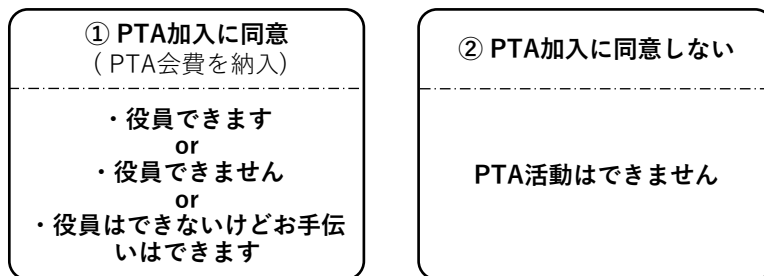 ① PTA加入に同意
( PTA会費を納入)
・役員できます
or
・役員できません
or
・役員はできないけどお手伝
いはできます
② PTA加入に同意しない
PTA活動はできません